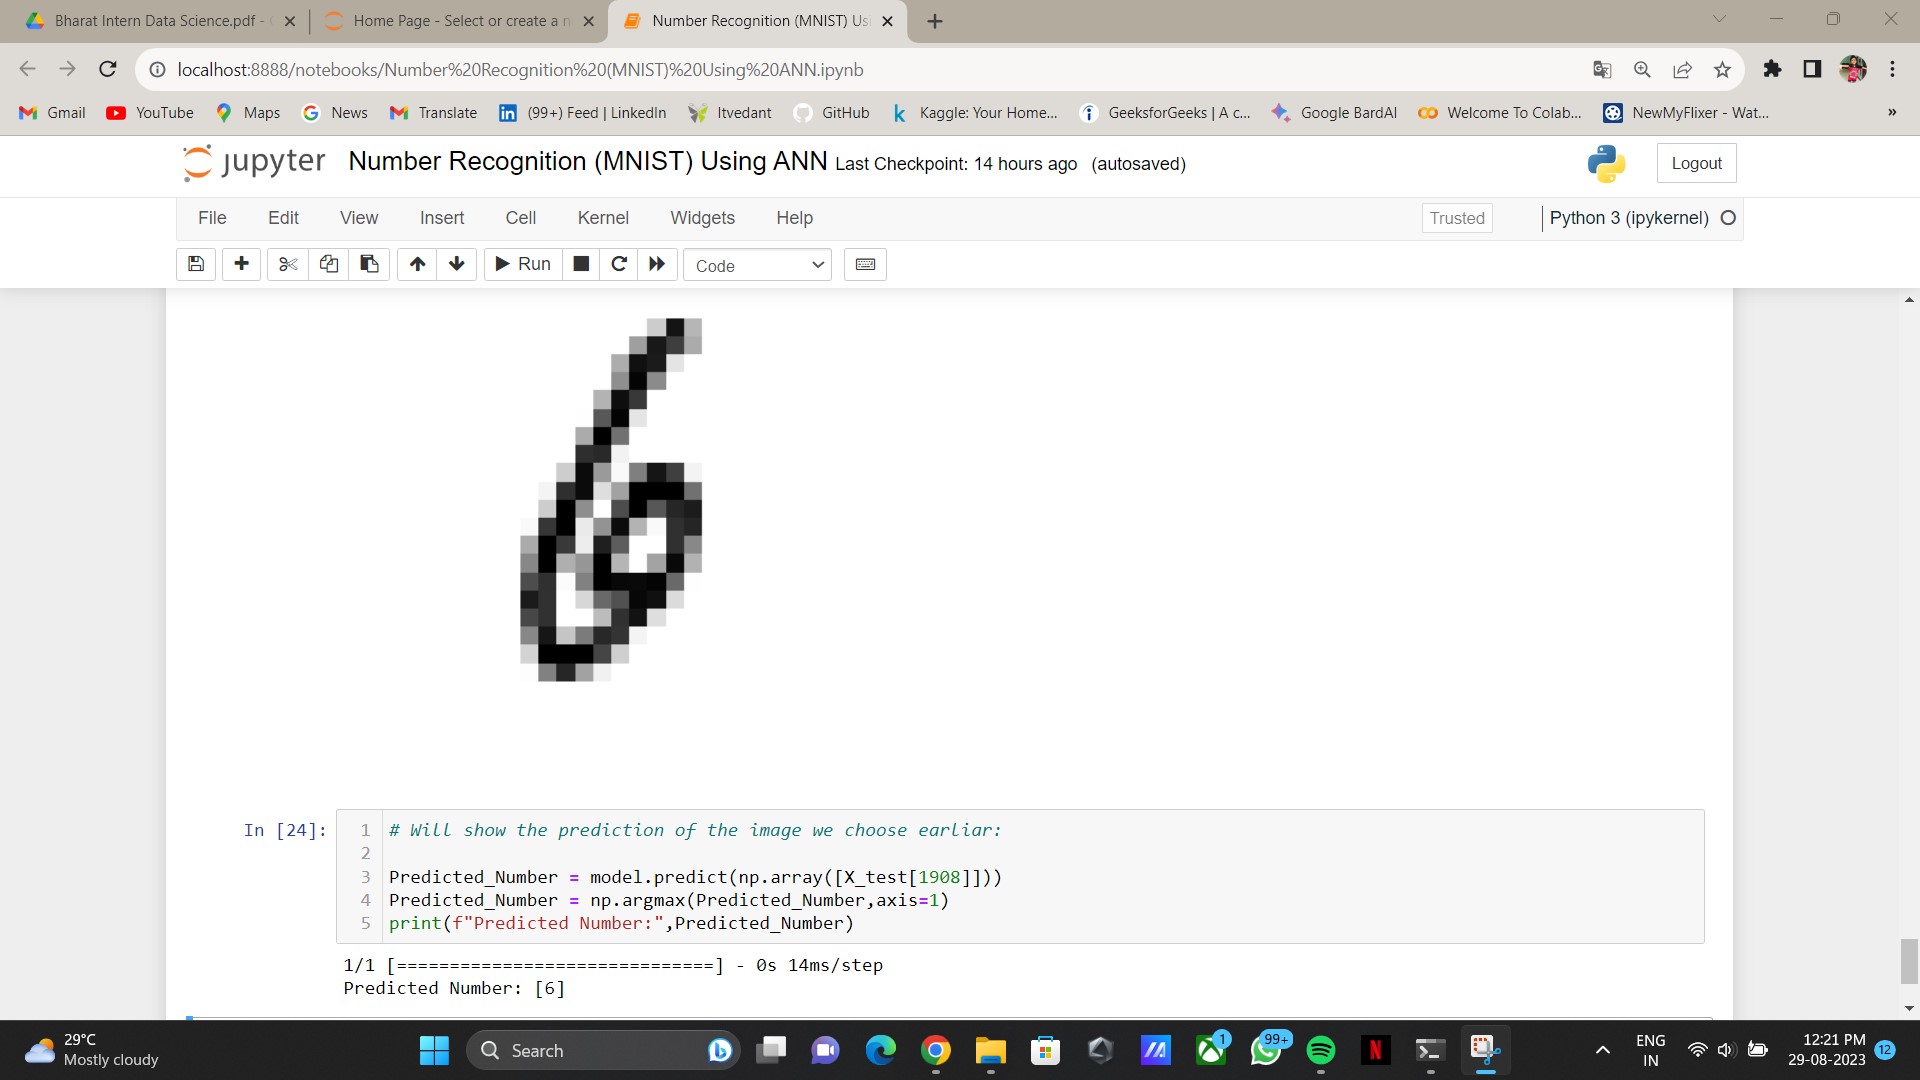 Bharat Intern Data Science.pdf -
Home Page - Select or create a n
Number Recognition (MNIST) Us
localhost:8888/notebooks/Number%20Recognition%20(MNIST)%20Using%20ANN.ipynb
Gmail YouTube Maps News Translate (99+) Feed | LinkedIn Itvedant GitHub Kaggle: Your Home... GeeksforGeeks | A c... Google BardAI Welcome To Colab... NewMyFlixer - Wat... »
jupyter Number Recognition (MNIST) Using ANN Last Checkpoint: 14 hours ago (autosaved) Logout
File Edit View Insert Cell Kernel Widgets Help Trusted Python 3 (ipykernel)
Run Code
6
In [24]:
1 # Will show the prediction of the image we choose earliar:
2
3 Predicted_Number = model.predict(np.array([X_test[1908]]))
4 Predicted_Number = np.argmax(Predicted_Number,axis=1)
5 print(f"Predicted Number:",Predicted_Number)
1/1 [==============================] - 0s 14ms/step
Predicted Number: [6]
29°C
Mostly cloudy
Search
1
99+
ENG
IN
12:21 PM
29-08-2023
12